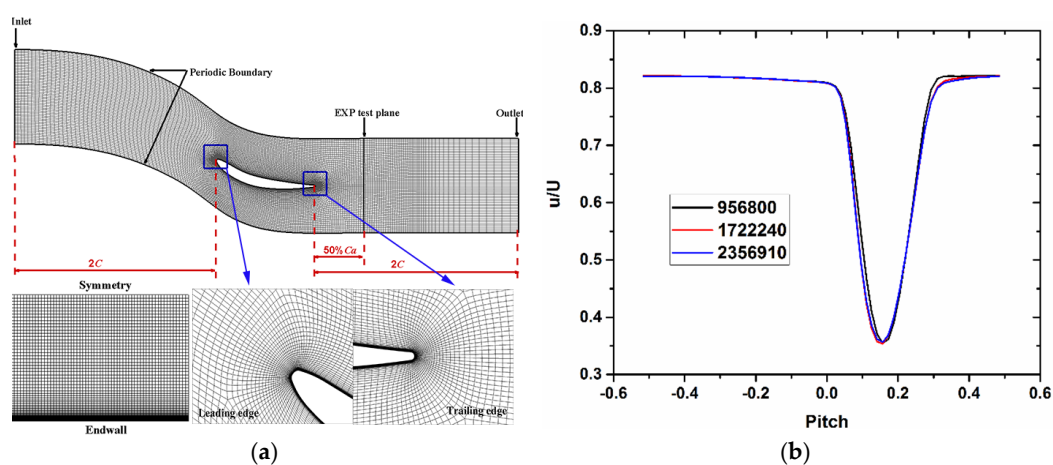 Inlet
Periodic Boundary
EXP test plane
Outlet
50%Ca
2C
2C
Symmetry
Leading edge
Trailing edge
Endwall
(a)
0.9
0.8
0.7
0.6
0.5
0.4
0.3
u/U
956800
1722240
2356910
-0.6 -0.4 -0.2 0.0 0.2 0.4 0.6
Pitch
(b)